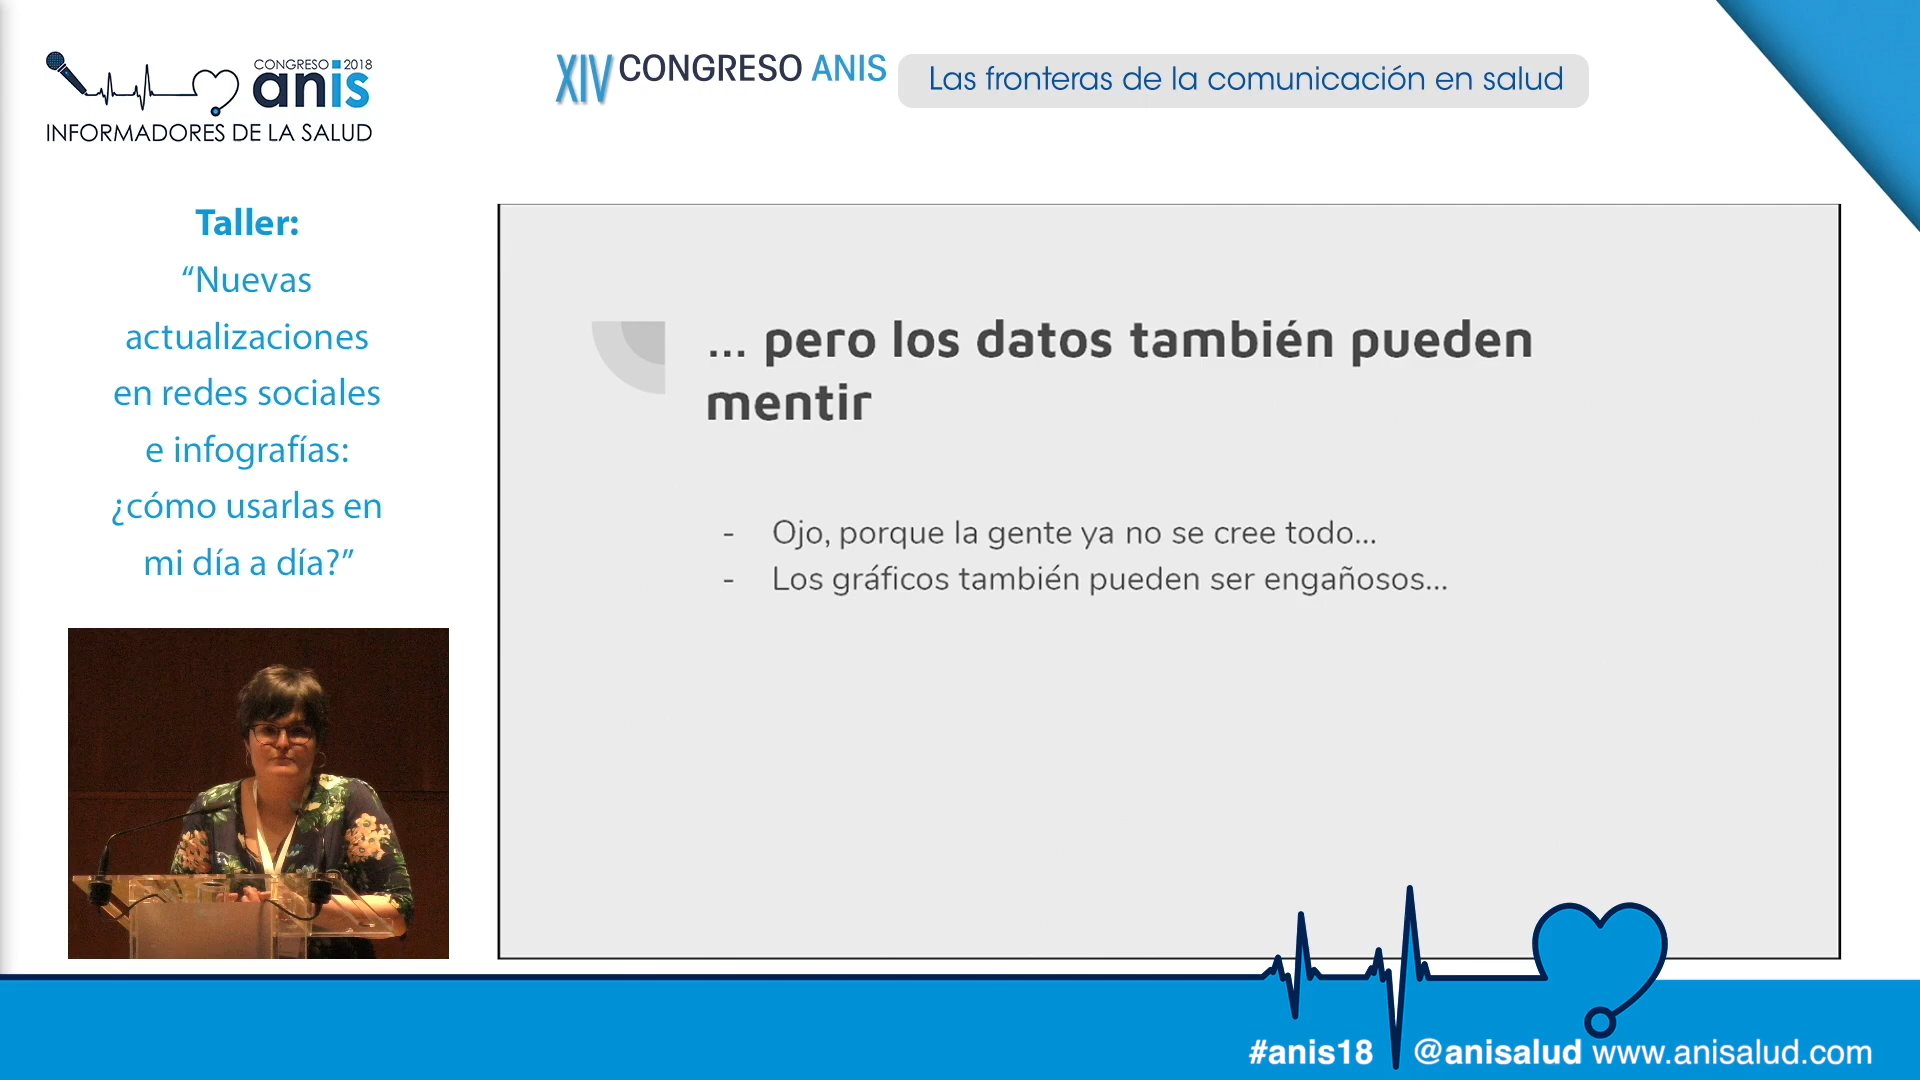 CONGRESO 2018
anis
INFORMADORES DE LA SALUD
XIV CONGRESO ANIS
Las fronteras de la comunicación en salud
Taller:
“Nuevas
actualizaciones
en redes sociales
e infografías:
¿cómo usarlas en
mi día a día?”
... pero los datos también pueden
mentir
- Ojo, porque la gente ya no se cree todo...
- Los gráficos también pueden ser engañosos...
#anis18 @anisalud www.anisalud.com